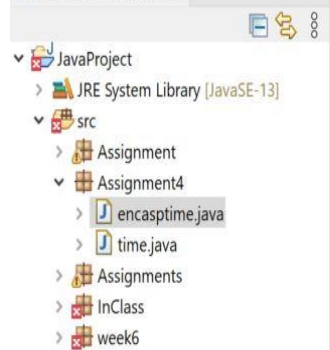 JavaProject
JRE System Library [JavaSE-13]
src
Assignment
Assignment4
encasptime.java
time.java
Assignments
InClass
week6